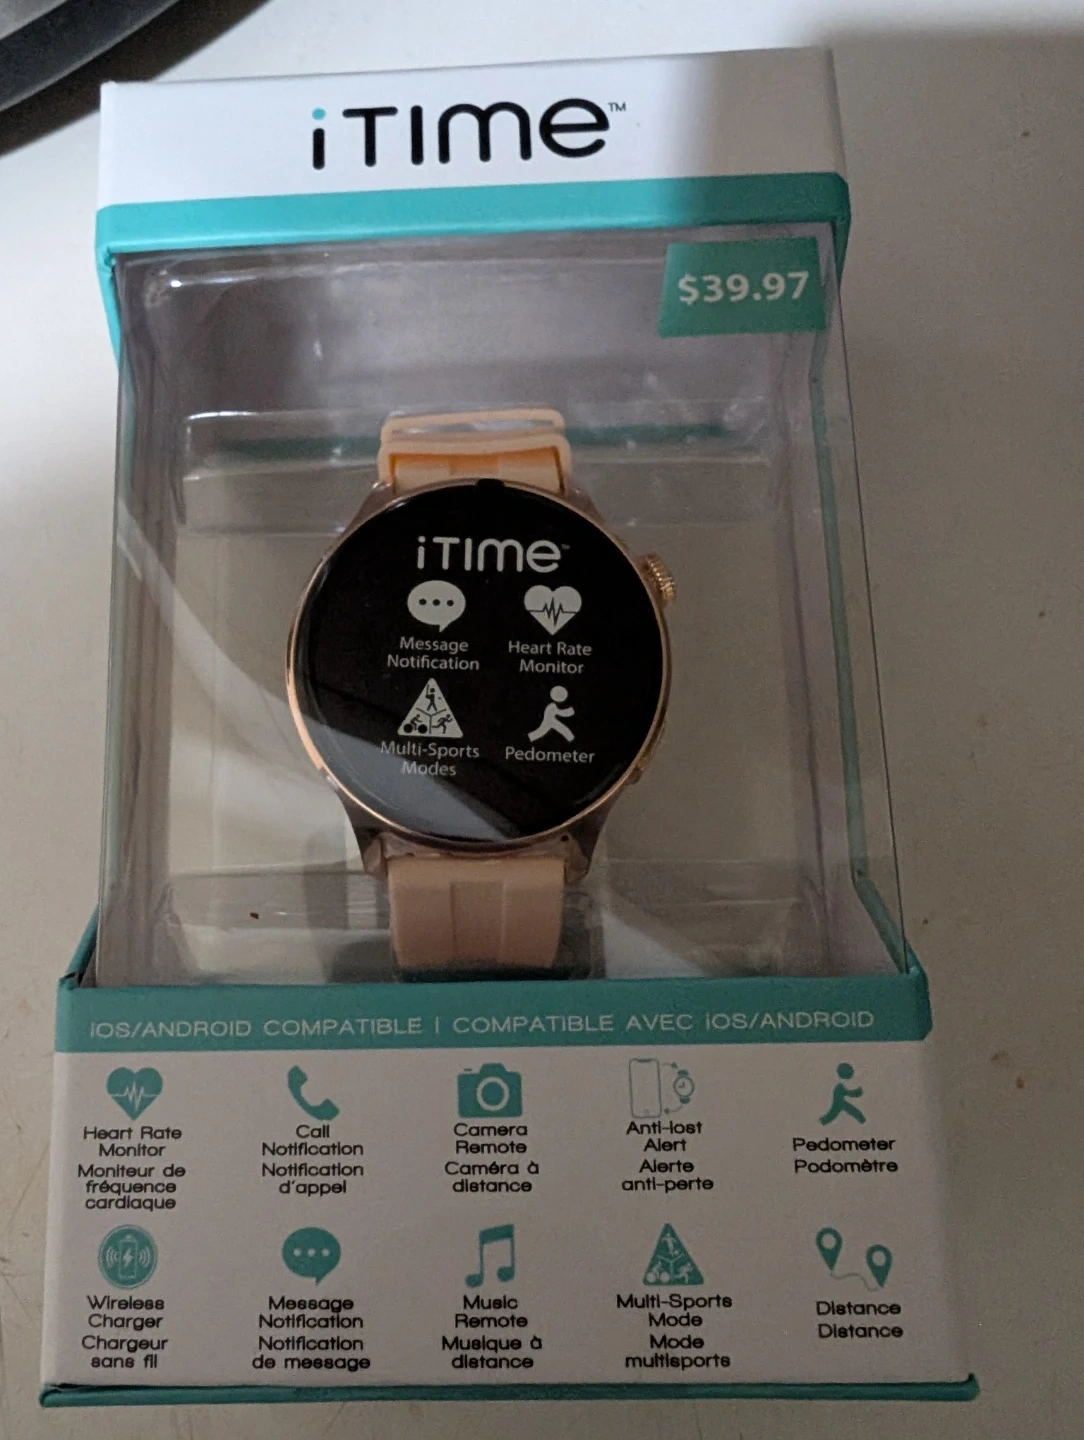 iTIME™
$39.97
iTIME™
Message
Notification
Heart Rate
Monitor
Multi-Sports
Modes
Pedometer
iOS/ANDROID COMPATIBLE | COMPATIBLE AVEC iOS/ANDROID
Heart Rate
Monitor
Moniteur de
fréquence
cardiaque
Call
Notification
Notification
d'appel
Camera
Remote
Caméra à
distance
Anti-lost
Alert
Alerte
anti-perte
Pedometer
Podomètre
Wireless
Charger
Chargeur
sans fil
Message
Notification
Notification
de message
Music
Remote
Musique à
distance
Multi-Sports
Mode
Mode
multisports
Distance
Distance